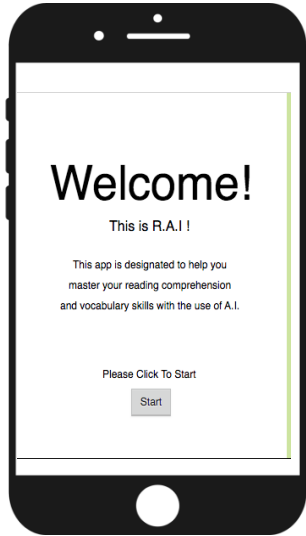 Welcome!
This is R.A.I !
This app is designated to help you
master your reading comprehension
and vocabulary skills with the use of A.I.
Please Click To Start
Start